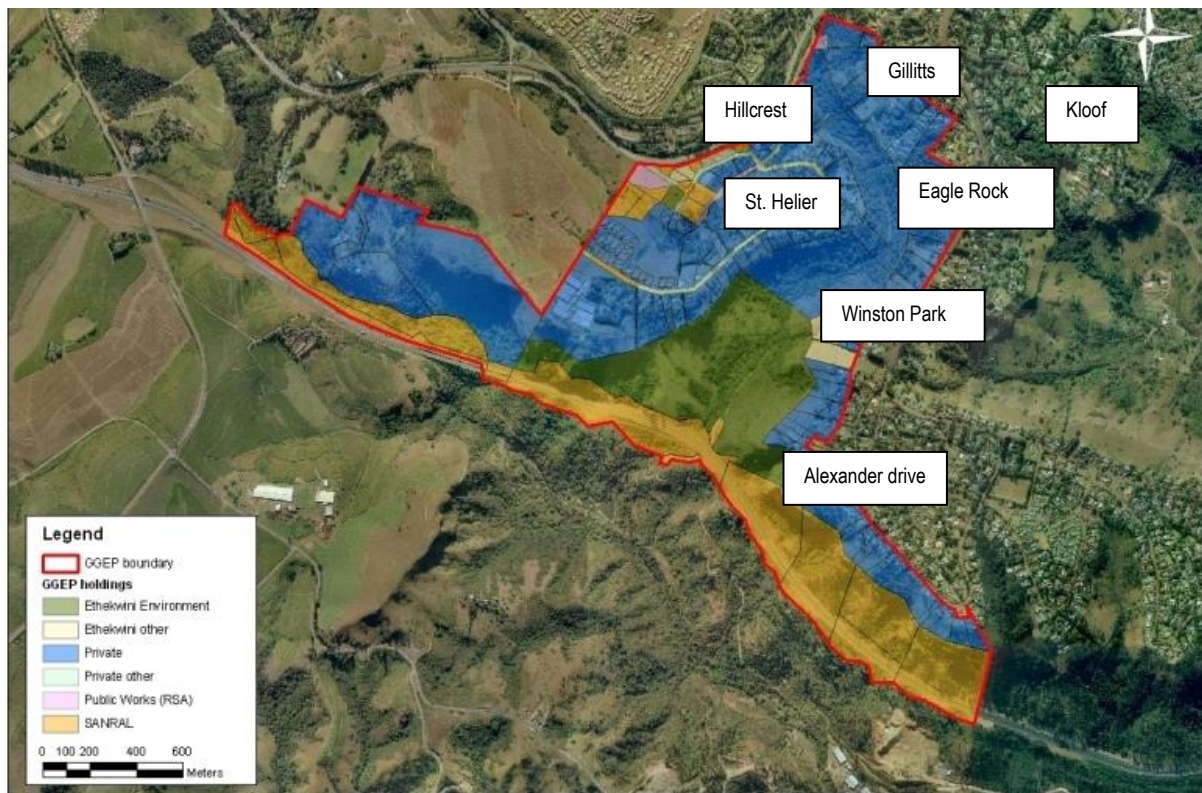 Gillitts
Hillcrest
Kloof
St. Helier
Eagle Rock
Winston Park
Alexander drive
Legend
GGEP boundary
GGEP holdings
Ethekwini Environment
Ethekwini other
Private
Private other
Public Works (RSA)
SANRAL
0 100 200 400 600
Meters